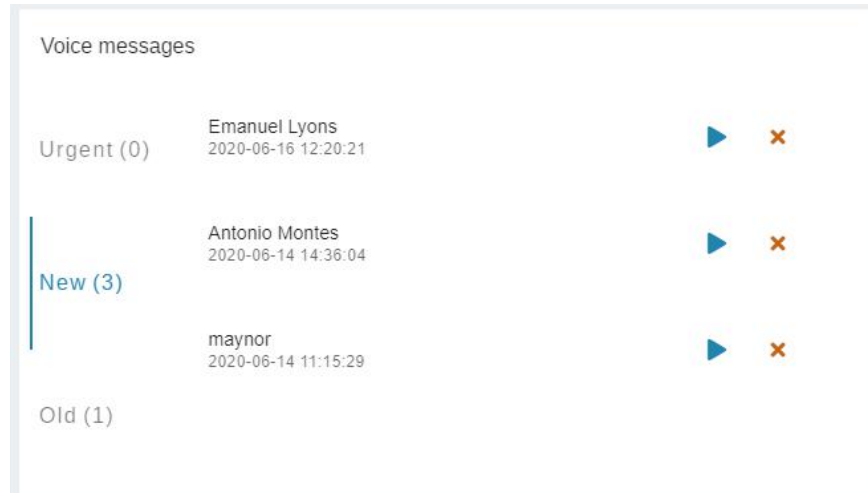 Voice messages
Urgent (0)
New (3)
Old (1)
Emanuel Lyons
2020-06-16 12:20:21
Antonio Montes
2020-06-14 14:36:04
maynor
2020-06-14 11:15:29